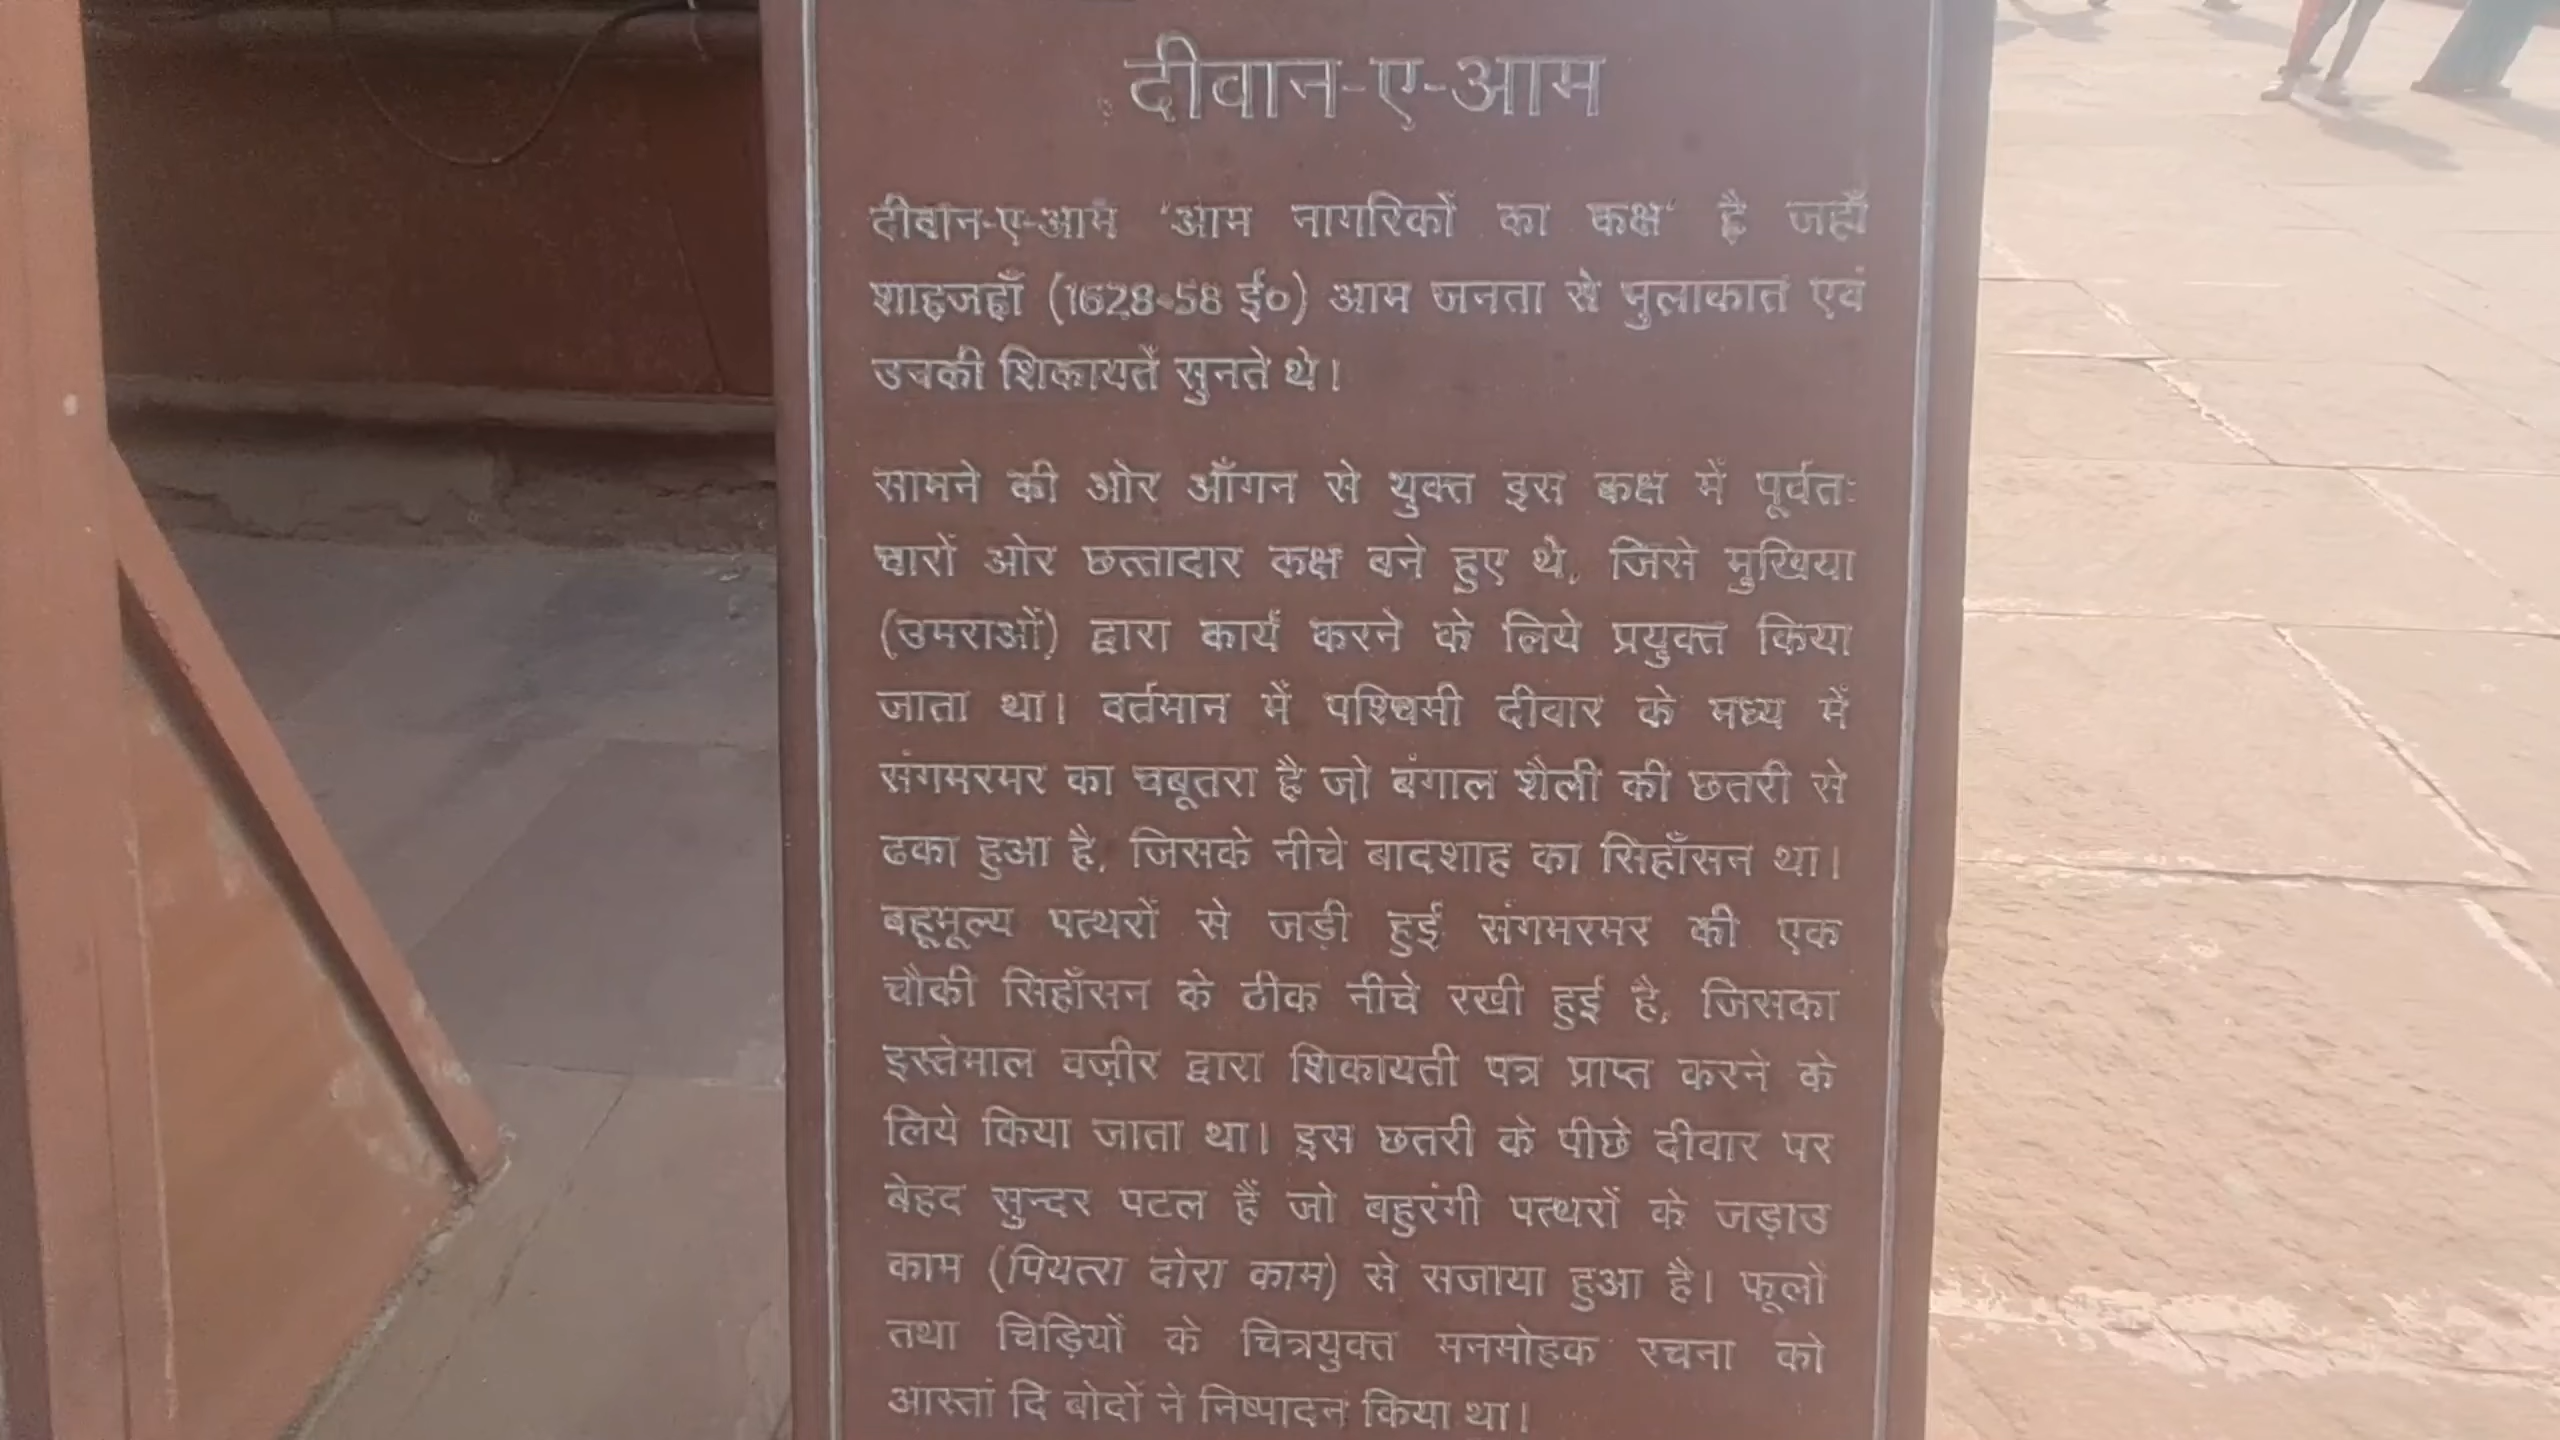 दीवान-ए-आम
दीवान-ए-आम 'आम नागरिकों का कक्ष' है जहाँ
शाहजहाँ (1628-58 ई०) आम जनता से मुलाकात एवं
उनकी शिकायतें सुनते थे।
सामने की ओर आँगन से युक्त इस कक्ष में पूर्वतः
चारों ओर छत्तादार कक्ष बने हुए थे, जिसे मुखिया
(उमराओं) द्वारा कार्य करने के लिये प्रयुक्त किया
जाता था। वर्तमान में पश्चिमी दीवार के मध्य में
संगमरमर का चबूतरा है जो बंगाल शैली की छतरी से
ढका हुआ है, जिसके नीचे बादशाह का सिहाँसन था।
बहूमूल्य पत्थरों से जड़ी हुई संगमरमर की एक
चौकी सिहाँसन के ठीक नीचे रखी हुई है, जिसका
इस्तेमाल वज़ीर द्वारा शिकायती पत्र प्राप्त करने के
लिये किया जाता था। इस छतरी के पीछे दीवार पर
बेहद सुन्दर पटल हैं जो बहुरंगी पत्थरों के जड़ाउ
काम (पियत्रा दोरा काम) से सजाया हुआ है। फूलों
तथा चिड़ियों के चित्रयुक्त मनमोहक रचना को
आस्तां दि बोर्दो ने निष्पादन किया था।